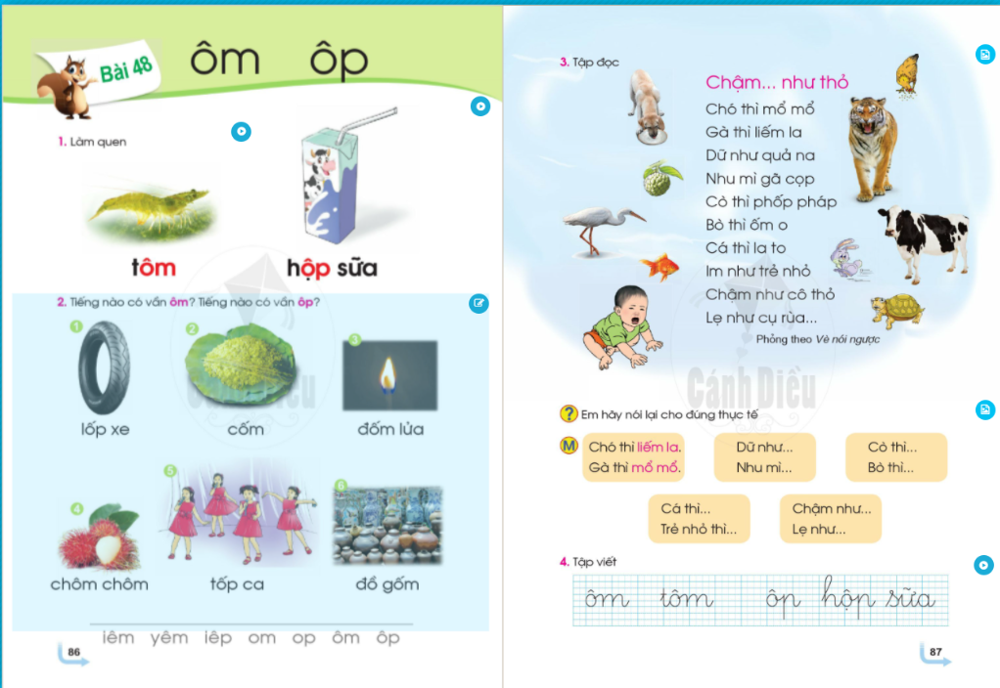 Bài 48
ôm ôp
1. Làm quen
tôm
hộp sữa
2. Tiếng nào có vần ôm? Tiếng nào có vần ôp?
1
lốp xe
2
cốm
3
đốm lửa
4
chôm chôm
5
tốp ca
6
đồ gốm
iêm yêm iêp om op ôm ôp
86
3. Tập đọc
Chậm... như thỏ
Chó thì mổ mổ
Gà thì liếm la
Dữ như quả na
Nhu mì gã cọp
Cò thì phốp pháp
Bò thì ốm o
Cá thì la to
Im như trẻ nhỏ
Chậm như cô thỏ
Lẹ như cụ rùa...
Phỏng theo Vè nói ngược
Cánh Diều
Cánh Diều
? Em hãy nói lại cho đúng thực tế
M
Chó thì liếm la.
Gà thì mổ mổ.
Dữ như...
Nhu mì...
Cò thì...
Bò thì...
Cá thì...
Trẻ nhỏ thì...
Chậm như...
Lẹ như...
4. Tập viết
ôm tôm ôp hộp sữa
87